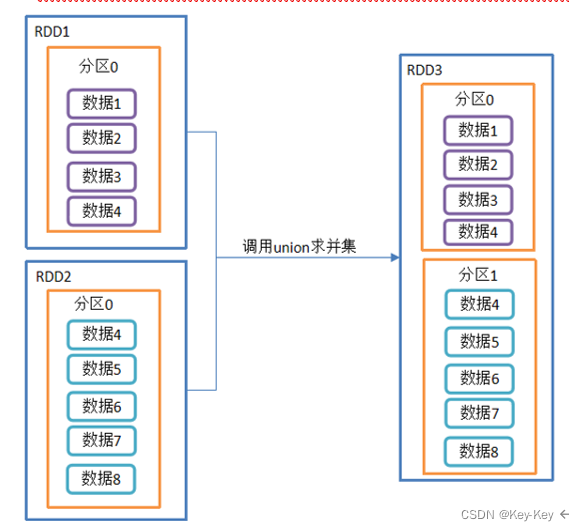 RDD1
分区0
数据1
数据2
数据3
数据4
RDD2
分区0
数据4
数据5
数据6
数据7
数据8
调用union求并集
RDD3
分区0
数据1
数据2
数据3
数据4
分区1
数据4
数据5
数据6
数据7
数据8
CSDN @Key-Key